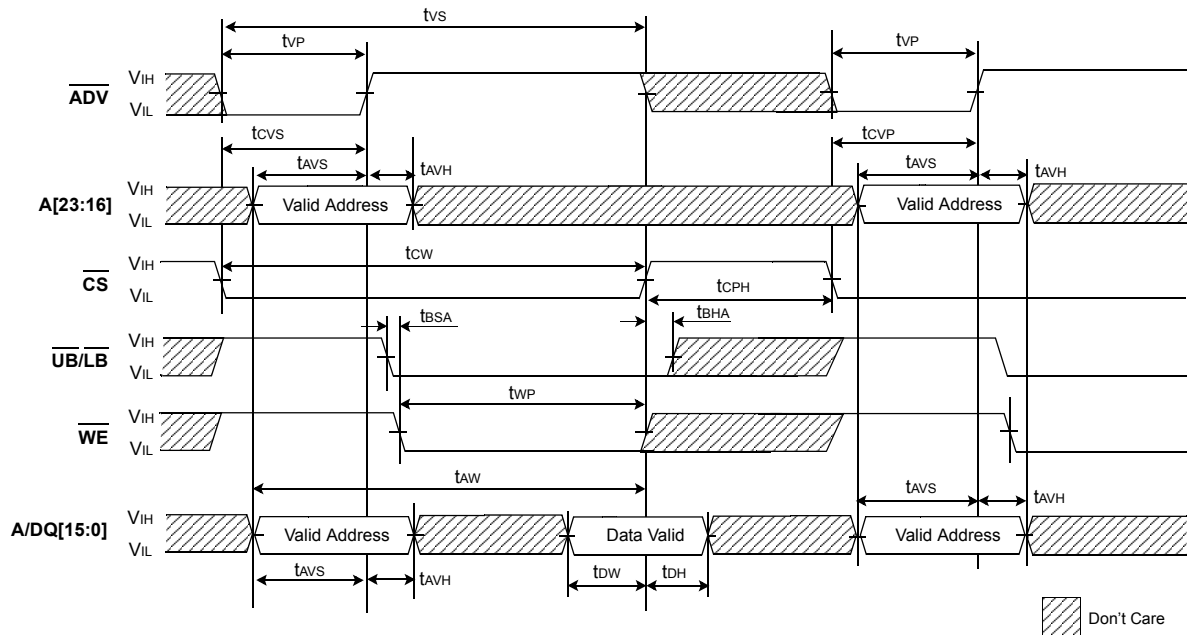 tVS
tVP tVP
ADV VIH
VIL
tCVS tCVP
tAVS tAVH tAVS tAVH
A[23:16] VIH Valid Address Valid Address
VIL
CS VIH tCW
VIL tCPH
tBSA tBHA
UB/LB VIH
VIL
tWP
WE VIH
VIL
tAW tAVS tAVH
A/DQ[15:0] VIH Valid Address Data Valid Valid Address
VIL
tAVS tAVH tDW tDH
Don't Care